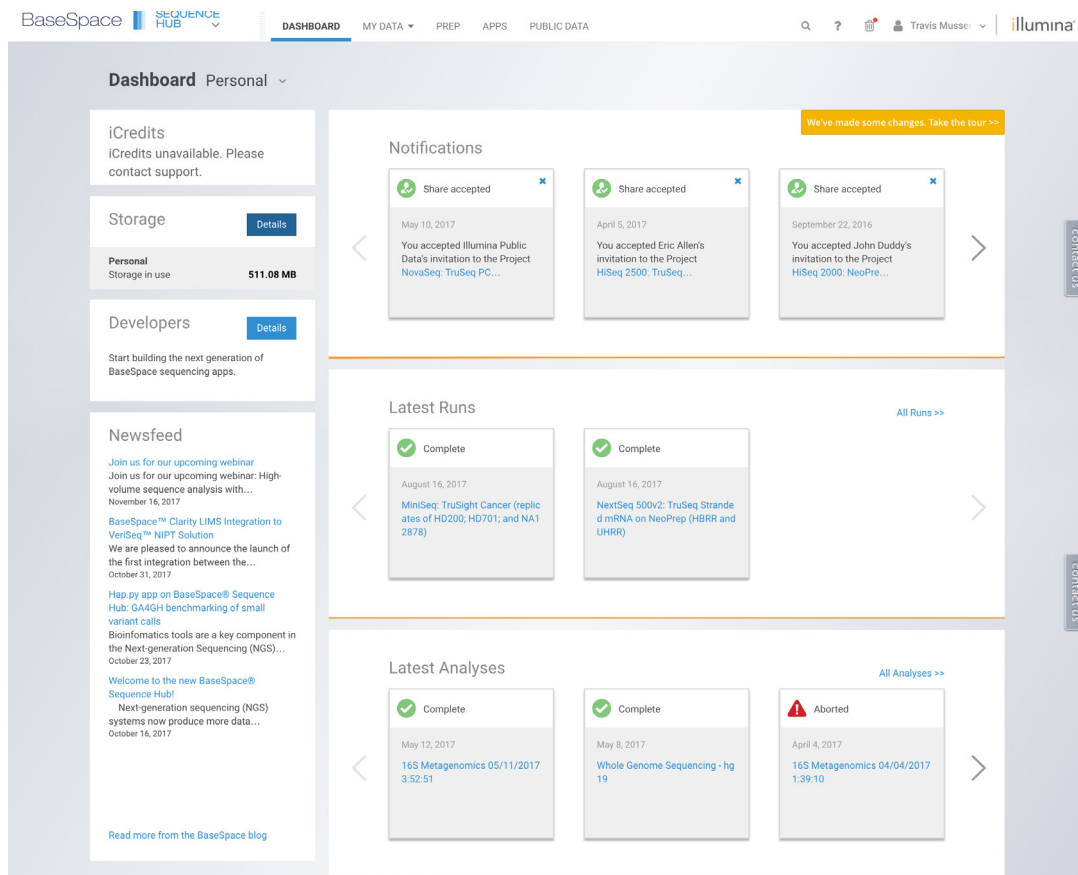 BaseSpace SEQUENCE HUB
DASHBOARD MY DATA PREP APPS PUBLIC DATA
? Travis Musser
illumına
Dashboard Personal
iCredits
iCredits unavailable. Please
contact support.
Storage Details
Personal
Storage in use 511.08 MB
Developers Details
Start building the next generation of
BaseSpace sequencing apps.
Newsfeed
Join us for our upcoming webinar
Join us for our upcoming webinar: High-
volume sequence analysis with…
November 16, 2017
BaseSpace™ Clarity LIMS Integration to
VeriSeq™ NIPT Solution
We are pleased to announce the launch of
the first integration between the…
October 31, 2017
Hap.py app on BaseSpace® Sequence
Hub: GA4GH benchmarking of small
variant calls
Bioinfomatics tools are a key component in
the Next-generation Sequencing (NGS)…
October 23, 2017
Welcome to the new BaseSpace®
Sequence Hub!
Next-generation sequencing (NGS)
systems now produce more data…
October 16, 2017
Read more from the BaseSpace blog
We've made some changes. Take the tour >>
Notifications
Share accepted
May 10, 2017
You accepted Illumina Public
Data's invitation to the Project
NovaSeq: TruSeq PC…
Share accepted
April 5, 2017
You accepted Eric Allen's
invitation to the Project
HiSeq 2500: TruSeq…
Share accepted
September 22, 2016
You accepted John Duddy's
invitation to the Project
HiSeq 2000: NeoPre…
Latest Runs
All Runs >>
Complete
August 16, 2017
MiniSeq: TruSight Cancer (replic
ates of HD200; HD701; and NA1
2878)
Complete
August 16, 2017
NextSeq 500v2: TruSeq Strande
d mRNA on NeoPrep (HBRR and
UHRR)
Latest Analyses
All Analyses >>
Complete
May 12, 2017
16S Metagenomics 05/11/2017
3:52:51
Complete
May 8, 2017
Whole Genome Sequencing - hg
19
Aborted
April 4, 2017
16S Metagenomics 04/04/2017
1:39:10
contact us
contact us